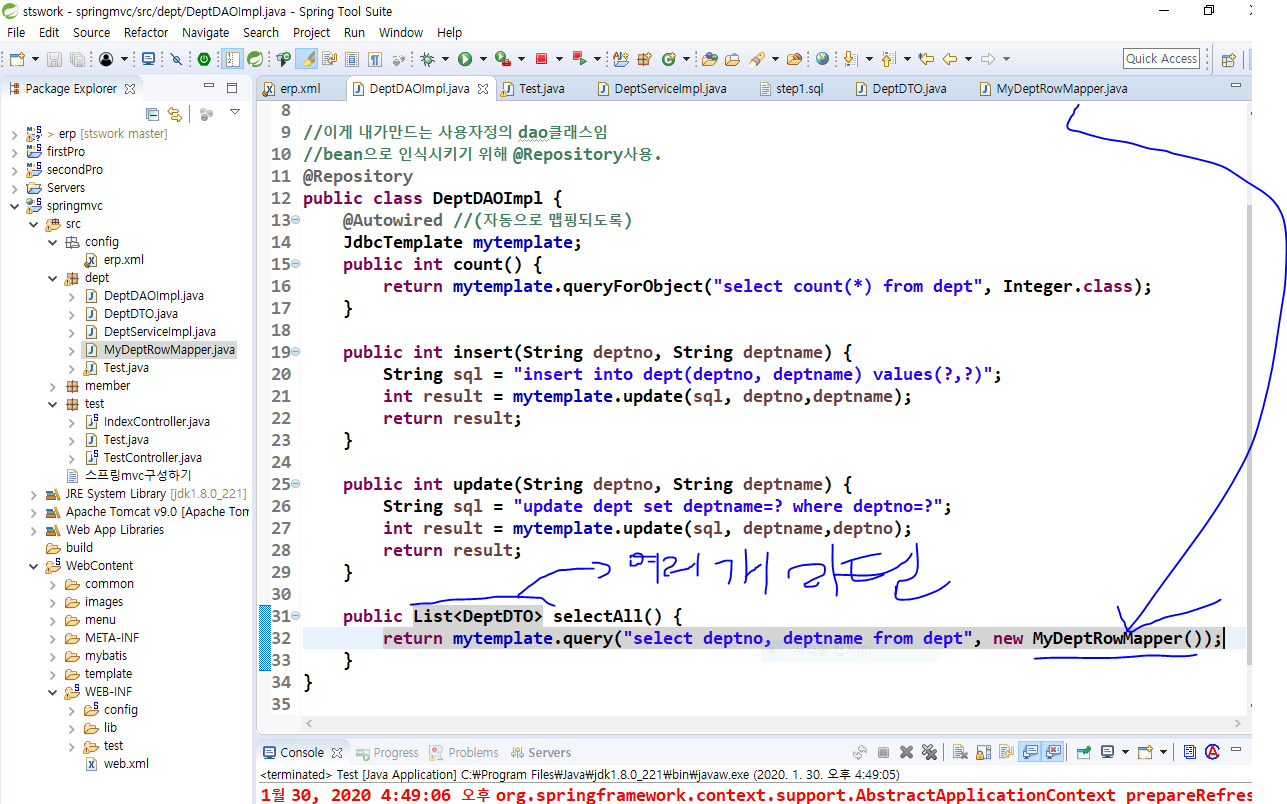 stswork - springmvc/src/dept/DeptDAOImpl.java - Spring Tool Suite
File Edit Source Refactor Navigate Search Project Run Window Help
Quick Access
Package Explorer
erp.xml DeptDAOImpl.java Test.java DeptServiceImpl.java step1.sql DeptDTO.java MyDeptRowMapper.java
> erp [stswork master]
firstPro
secondPro
Servers
springmvc
src
config
erp.xml
dept
DeptDAOImpl.java
DeptDTO.java
DeptServiceImpl.java
MyDeptRowMapper.java
Test.java
member
test
IndexController.java
Test.java
TestController.java
스프링mvc구성하기
JRE System Library [jdk1.8.0_221]
Apache Tomcat v9.0 [Apache Tom
Web App Libraries
build
WebContent
common
images
menu
META-INF
mybatis
template
WEB-INF
config
lib
test
web.xml
8
9 //이게 내가만드는 사용자정의 dao클래스임
10 //bean으로 인식시키기 위해 @Repository사용.
11 @Repository
12 public class DeptDAOImpl {
13 @Autowired //(자동으로 맵핑되도록)
14 JdbcTemplate mytemplate;
15 public int count() {
16 return mytemplate.queryForObject("select count(*) from dept", Integer.class);
17 }
18
19 public int insert(String deptno, String deptname) {
20 String sql = "insert into dept(deptno, deptname) values(?,?)";
21 int result = mytemplate.update(sql, deptno,deptname);
22 return result;
23 }
24
25 public int update(String deptno, String deptname) {
26 String sql = "update dept set deptname=? where deptno=?";
27 int result = mytemplate.update(sql, deptname,deptno);
28 return result;
29 }
여러개 리턴
30
31 public List<DeptDTO> selectAll() {
32 return mytemplate.query("select deptno, deptname from dept", new MyDeptRowMapper());
33 }
34 }
35
Console Progress Problems Servers
<terminated> Test [Java Application] C:₩Program Files₩Java₩jdk1.8.0_221₩bin₩javaw.exe (2020. 1. 30. 오후 4:49:05)
1월 30, 2020 4:49:06 오후 org.springframework.context.support.AbstractApplicationContext prepareRefres